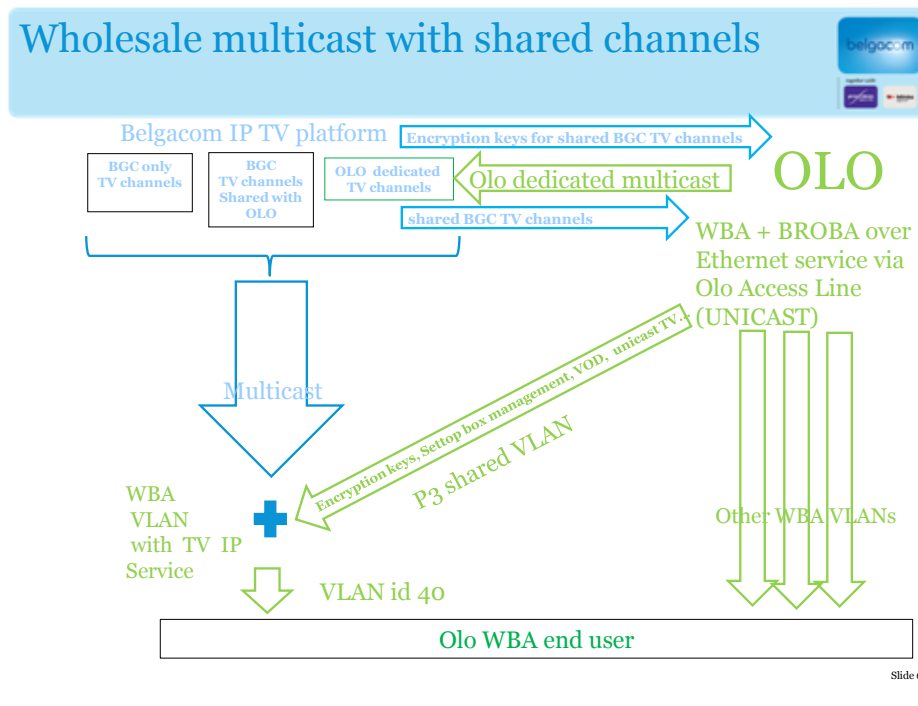 Wholesale multicast with shared channels
belgacom
Belgacom IP TV platform
Encryption keys for shared BGC TV channels
BGC only
TV channels
BGC
TV channels
Shared with
OLO
OLO dedicated
TV channels
Olo dedicated multicast
OLO
shared BGC TV channels
WBA + BROBA over
Ethernet service via
Olo Access Line
(UNICAST)
Multicast
Encryption keys, Settop box management, VOD, unicast TV...
P3 shared VLAN
WBA
VLAN
with TV IP
Service
Other WBA VLANs
VLAN id 40
Olo WBA end user
Slide